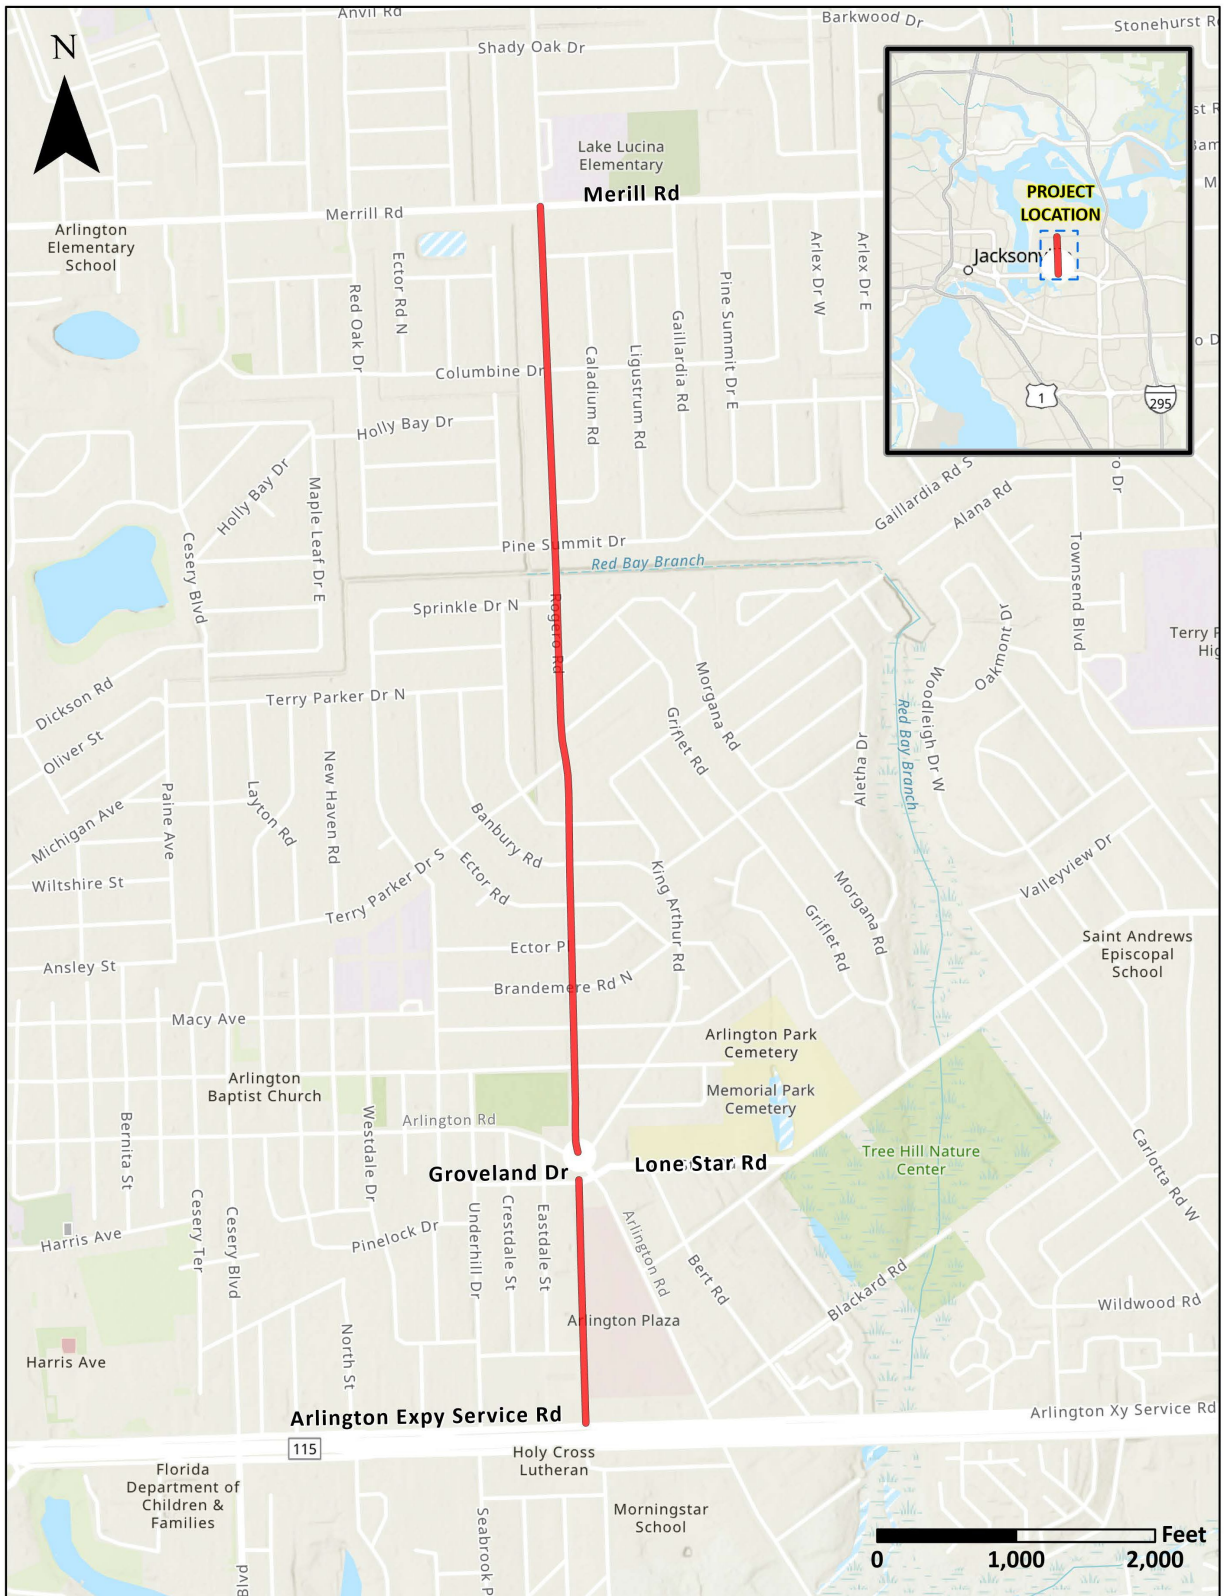 Anvil Rd
Barkwood Dr
Stonehurst R
N
Shady Oak Dr
Lake Lucina
Elementary
Merill Rd
Merrill Rd
Arlington
Elementary
School
PROJECT
LOCATION
Jackson
1
295
st R
Bam
M
o D
Ector Rd N
Red Oak Dr
Arlex Dr W
Arlex Dr E
Pine Summit Dr E
Gaillardia Rd
Ligustrum Rd
Caladium Rd
Columbine Dr
Holly Bay Dr
Holly Bay Dr
Maple Leaf Dr E
Cesery Blvd
Gaillardia Rd S
Alana Rd
o Dr
Townsend Blvd
Pine Summit Dr
Red Bay Branch
Sprinkle Dr N
Rogero Rd
Oakmont Dr
Terry P
Hig
Woodleigh Dr W
Red Bay Branch
Morgana Rd
Griflet Rd
Aletha Dr
Dickson Rd
Terry Parker Dr N
Oliver St
Michigan Ave
Paine Ave
Layton Rd
New Haven Rd
Banbury Rd
Ector Rd
Terry Parker Dr S
King Arthur Rd
Morgana Rd
Griflet Rd
Valleyview Dr
Wiltshire St
Saint Andrews
Episcopal
School
Ector Pl
Ansley St
Brandemere Rd N
Macy Ave
Arlington Park
Cemetery
Arlington
Baptist Church
Memorial Park
Cemetery
Arlington Rd
Bernita St
Westdale Dr
Tree Hill Nature
Center
Carlotta Rd W
Groveland Dr
Lone Star Rd
Cesery Ter
Cesery Blvd
Harris Ave
Pinelock Dr
Underhill Dr
Crestdale St
Eastdale St
Arlington Rd
Bert Rd
Blackard Rd
Wildwood Rd
Arlington Plaza
North St
Harris Ave
Arlington Expy Service Rd
Arlington Xy Service Rd
115
Holy Cross
Lutheran
Florida
Department of
Children &
Families
Morningstar
School
Seabrook P
Blvd
Feet
0
1,000
2,000